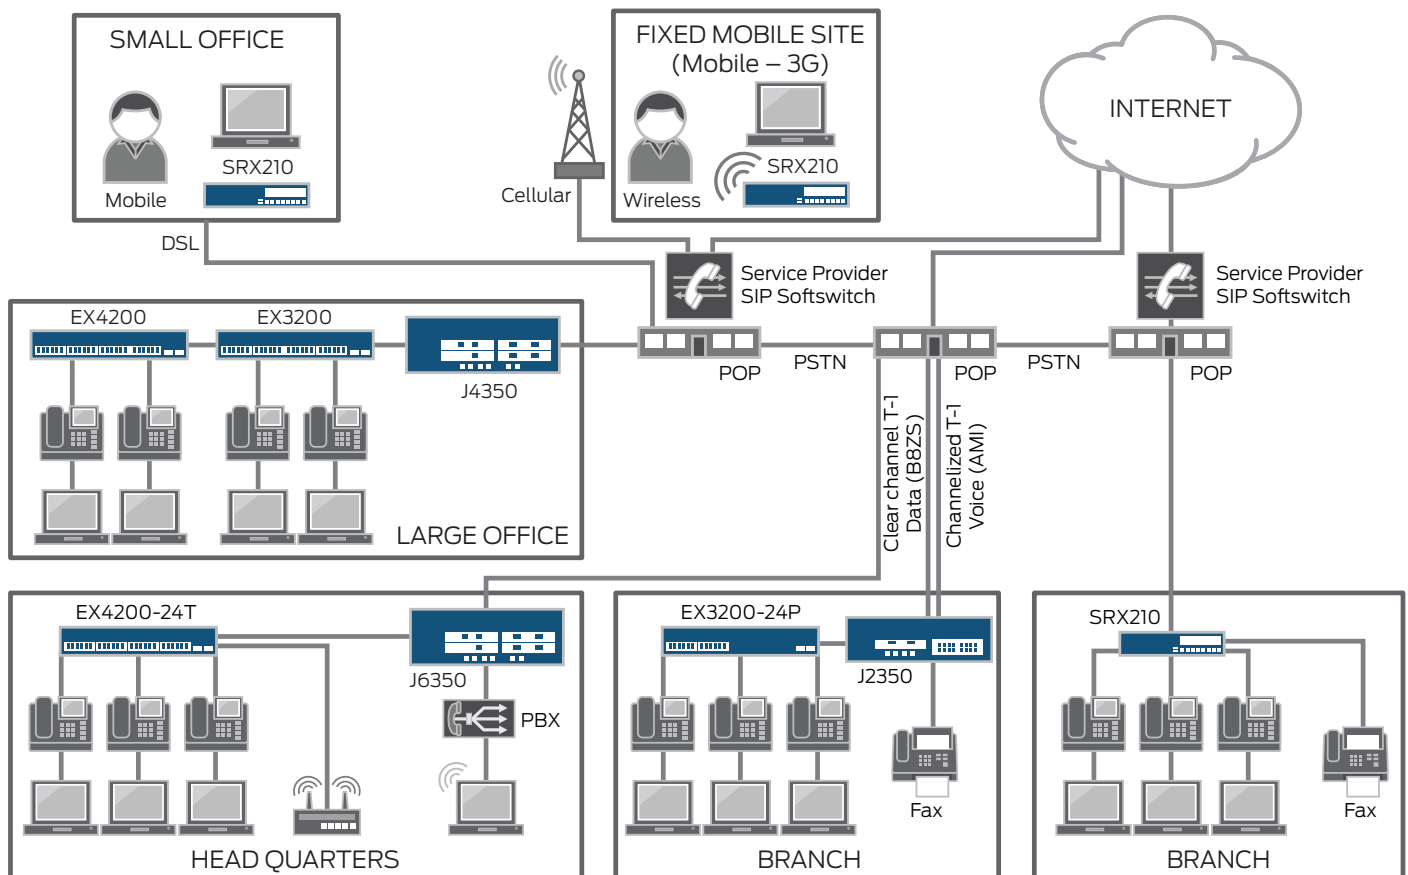 SMALL OFFICE
Mobile
SRX210
DSL
Cellular
FIXED MOBILE SITE
(Mobile – 3G)
Wireless
SRX210
INTERNET
Service Provider
SIP Softswitch
Service Provider
SIP Softswitch
EX4200
EX3200
J4350
LARGE OFFICE
POP
PSTN
POP
PSTN
POP
Clear channel T-1
Data (B8ZS)
Channelized T-1
Voice (AMI)
EX4200-24T
J6350
PBX
HEAD QUARTERS
EX3200-24P
J2350
Fax
BRANCH
SRX210
Fax
BRANCH